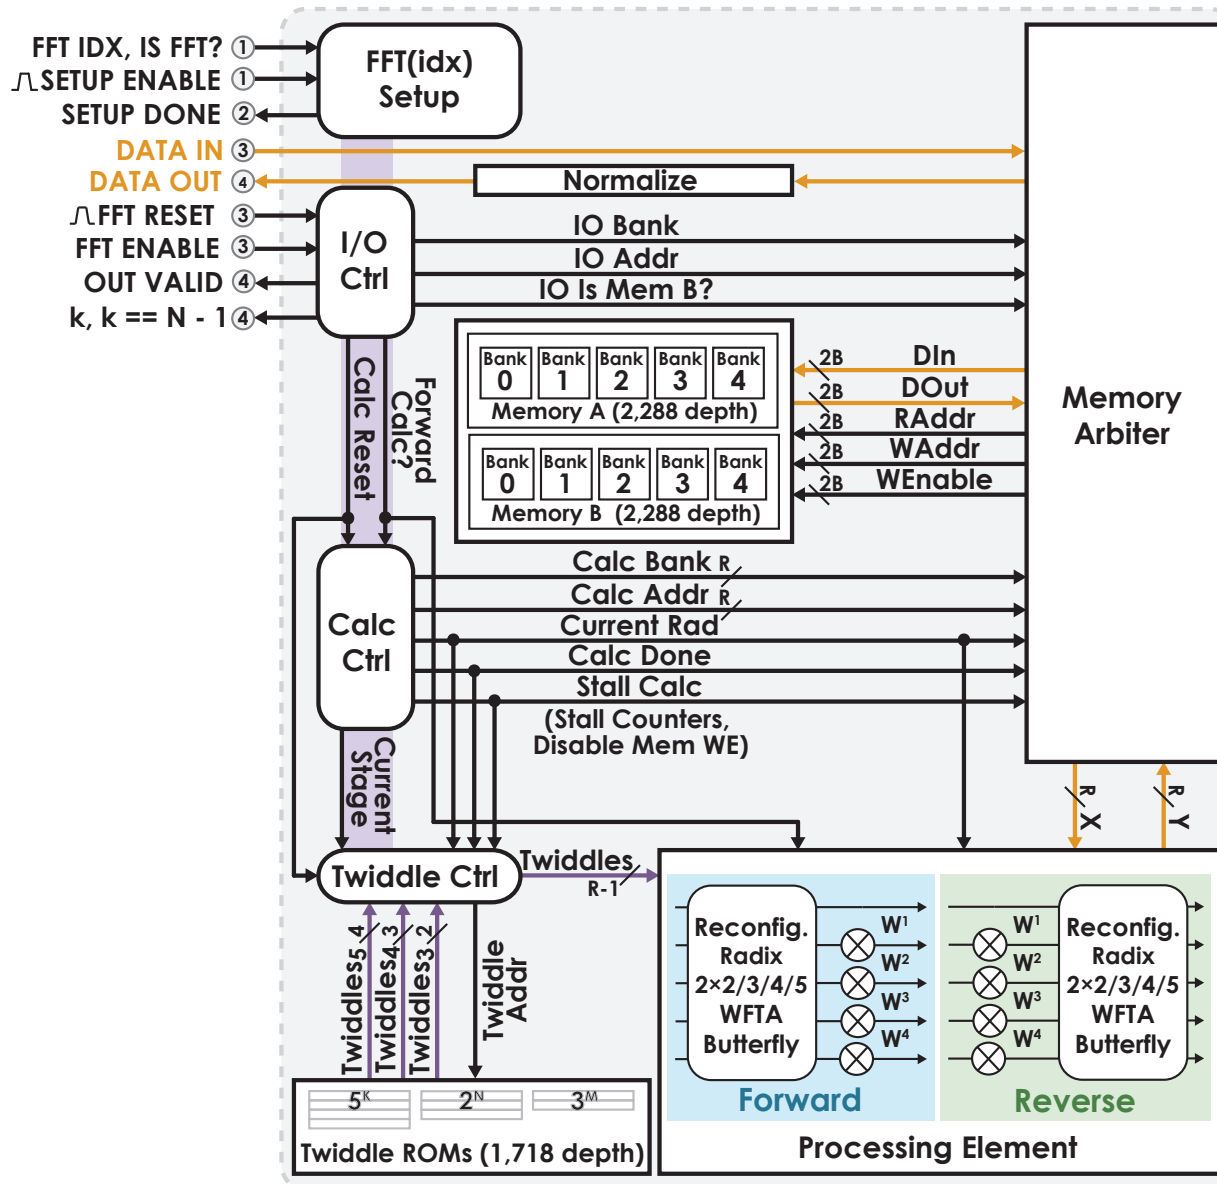 FFT IDX, IS FFT? 1
SETUP ENABLE 1
SETUP DONE 2
DATA IN 3
DATA OUT 4
FFT RESET 3
FFT ENABLE 3
OUT VALID 4
k, k == N - 1 4
FFT(idx)
Setup
Normalize
I/O
Ctrl
IO Bank
IO Addr
IO Is Mem B?
Memory
Arbiter
Bank Bank Bank Bank Bank
0 1 2 3 4
Memory A (2,288 depth)
Bank Bank Bank Bank Bank
0 1 2 3 4
Memory B (2,288 depth)
2B DIn
2B DOut
2B RAddr
2B WAddr
2B WEnable
Calc Reset
Forward
Calc?
Calc
Ctrl
Calc Bank R
Calc Addr R
Current Rad
Calc Done
Stall Calc
(Stall Counters,
Disable Mem WE)
Current
Stage
R X
R Y
Twiddle Ctrl
Twiddles
R-1
Twiddles5 4
Twiddles4 3
Twiddles3 2
Twiddle
Addr
5K 2N 3M
Twiddle ROMs (1,718 depth)
Reconfig.
Radix
2×2/3/4/5
WFTA
Butterfly
W1
W2
W3
W4
Forward
W1
W2
W3
W4
Reconfig.
Radix
2×2/3/4/5
WFTA
Butterfly
Reverse
Processing Element